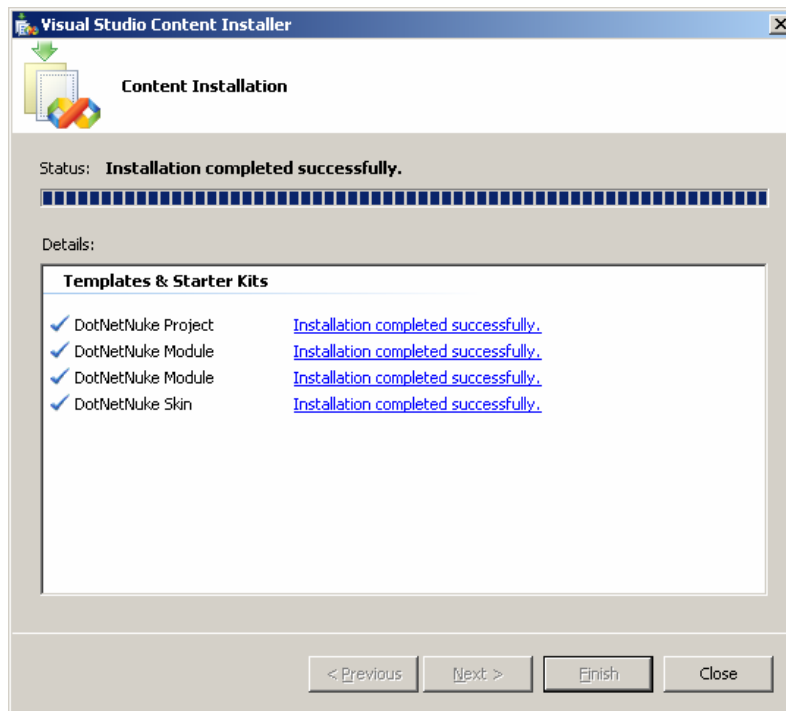 Visual Studio Content Installer
Content Installation
Status: Installation completed successfully.
Details:
Templates & Starter Kits
DotNetNuke Project Installation completed successfully.
DotNetNuke Module Installation completed successfully.
DotNetNuke Module Installation completed successfully.
DotNetNuke Skin Installation completed successfully.
< Previous Next > Finish Close